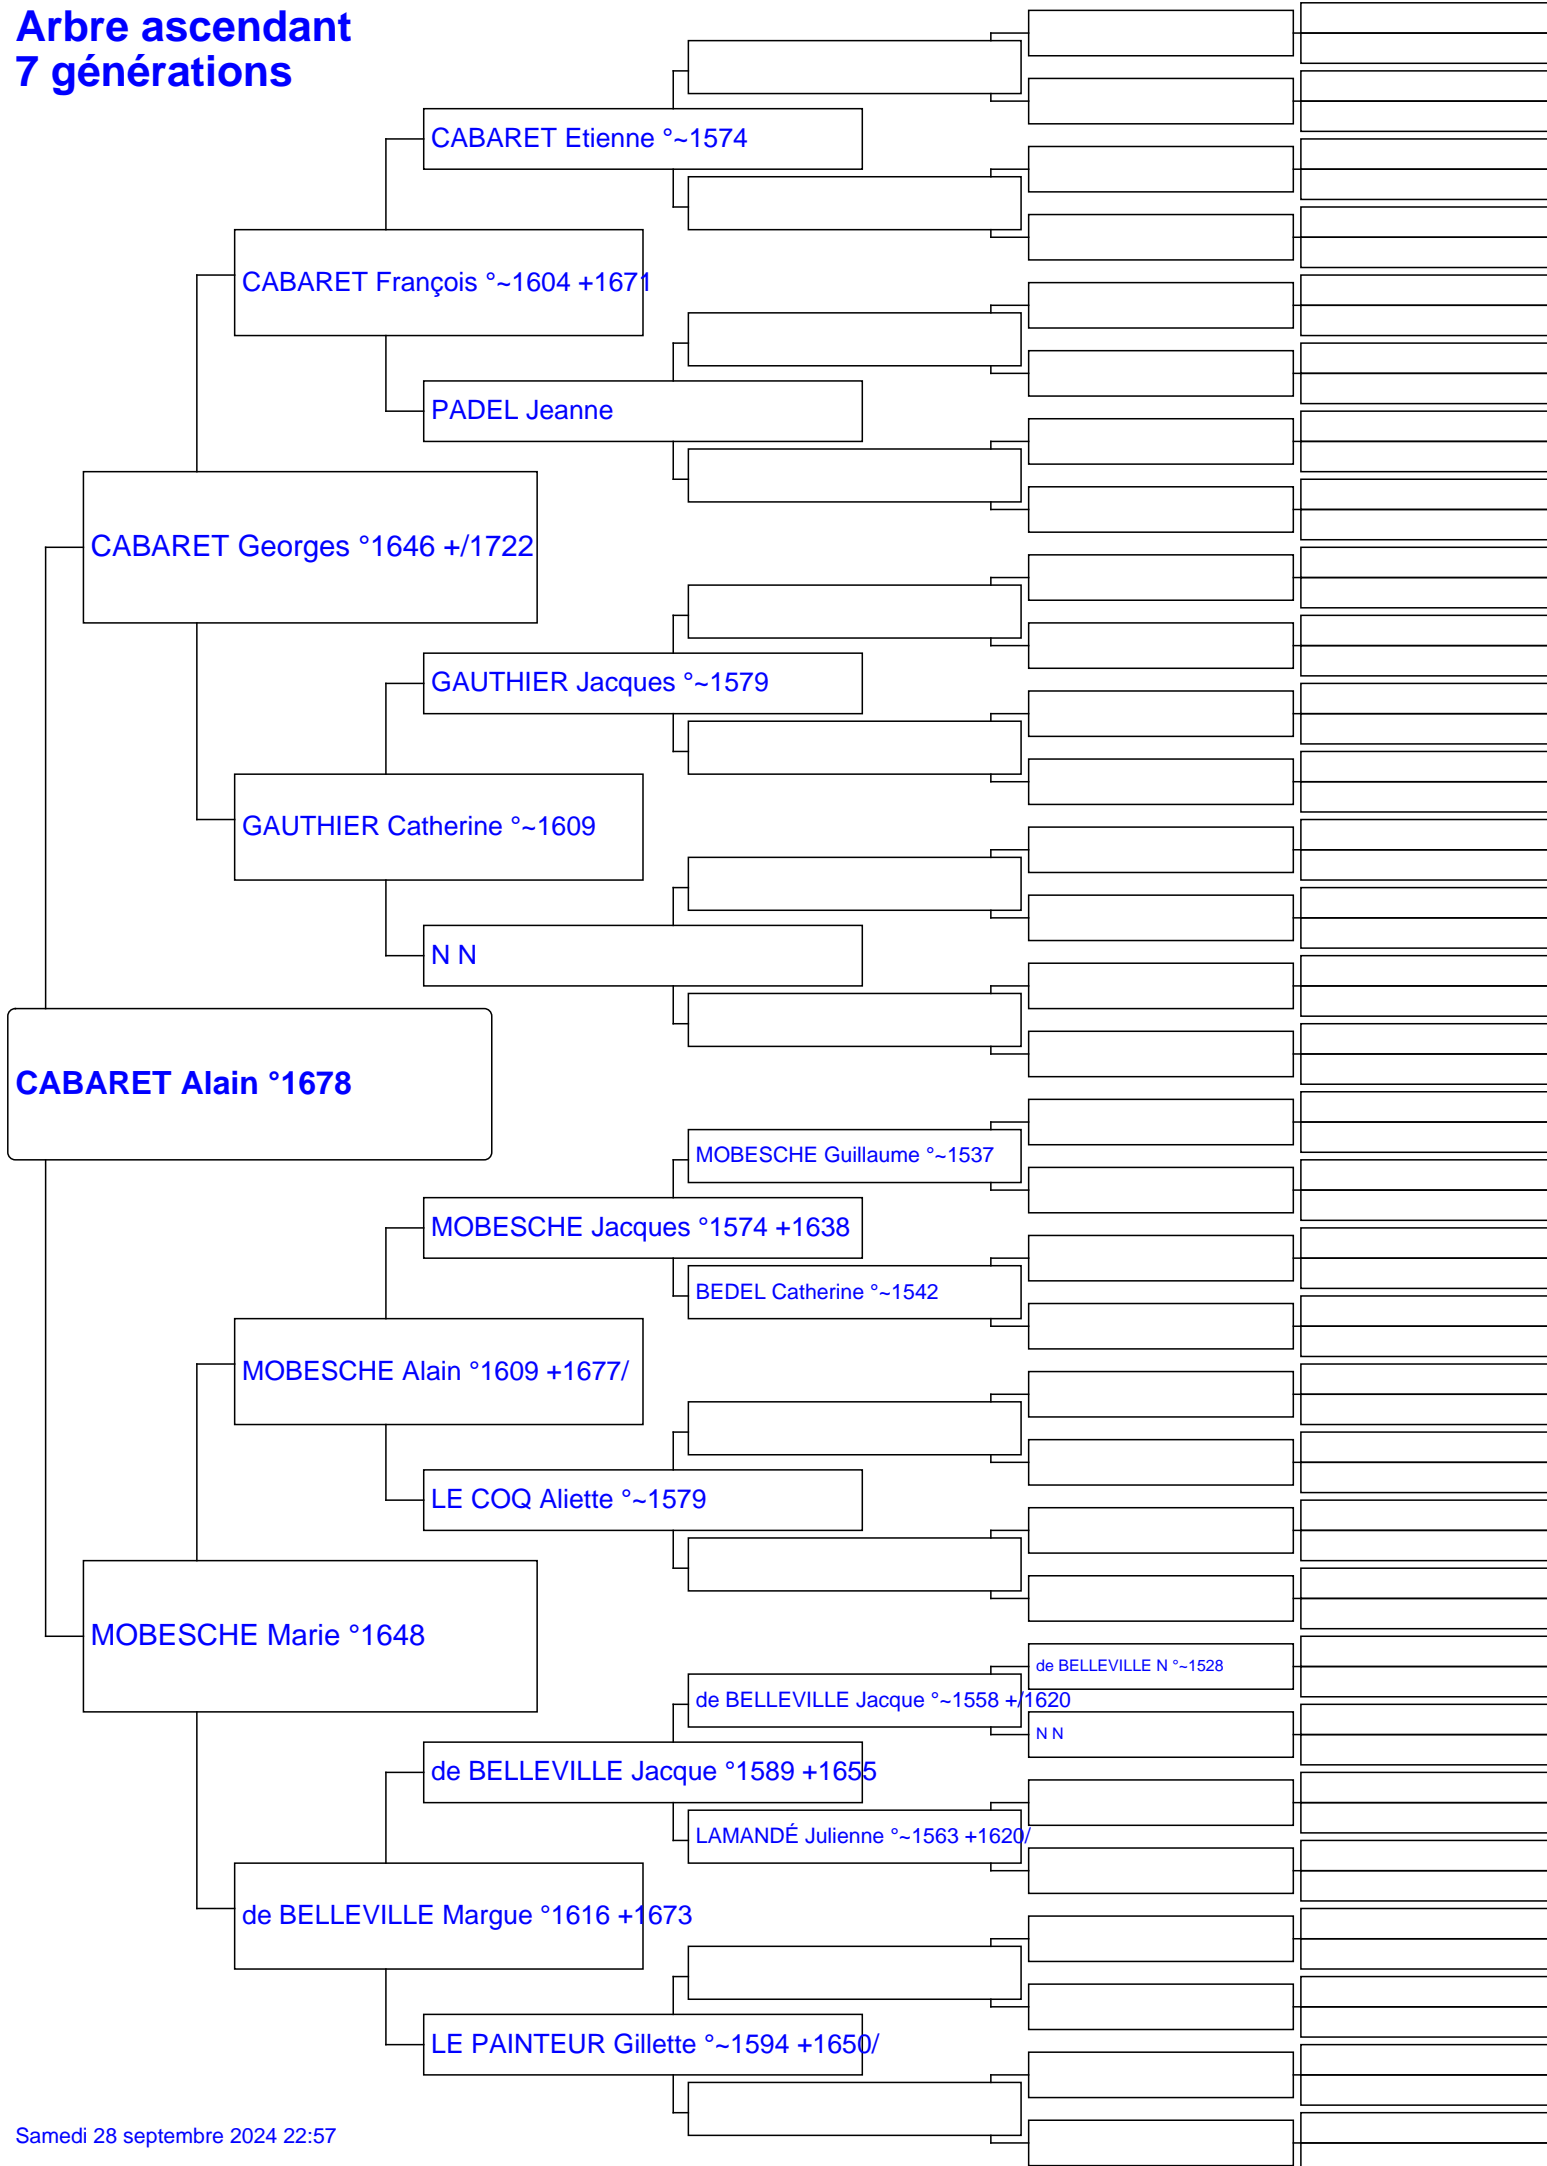 Arbre ascendant
7 générations
CABARET Etienne °~1574
CABARET François °~1604 +1671
PADEL Jeanne
CABARET Georges °1646 +/1722
GAUTHIER Jacques °~1579
GAUTHIER Catherine °~1609
N N
CABARET Alain °1678
MOBESCHE Guillaume °~1537
MOBESCHE Jacques °1574 +1638
BEDEL Catherine °~1542
MOBESCHE Alain °1609 +1677/
LE COQ Aliette °~1579
MOBESCHE Marie °1648
de BELLEVILLE N °~1528
de BELLEVILLE Jacque °~1558 +/1620
N N
de BELLEVILLE Jacque °1589 +1655
LAMANDÉ Julienne °~1563 +1620/
de BELLEVILLE Margue °1616 +1673
LE PAINTEUR Gillette °~1594 +1650/
Samedi 28 septembre 2024 22:57